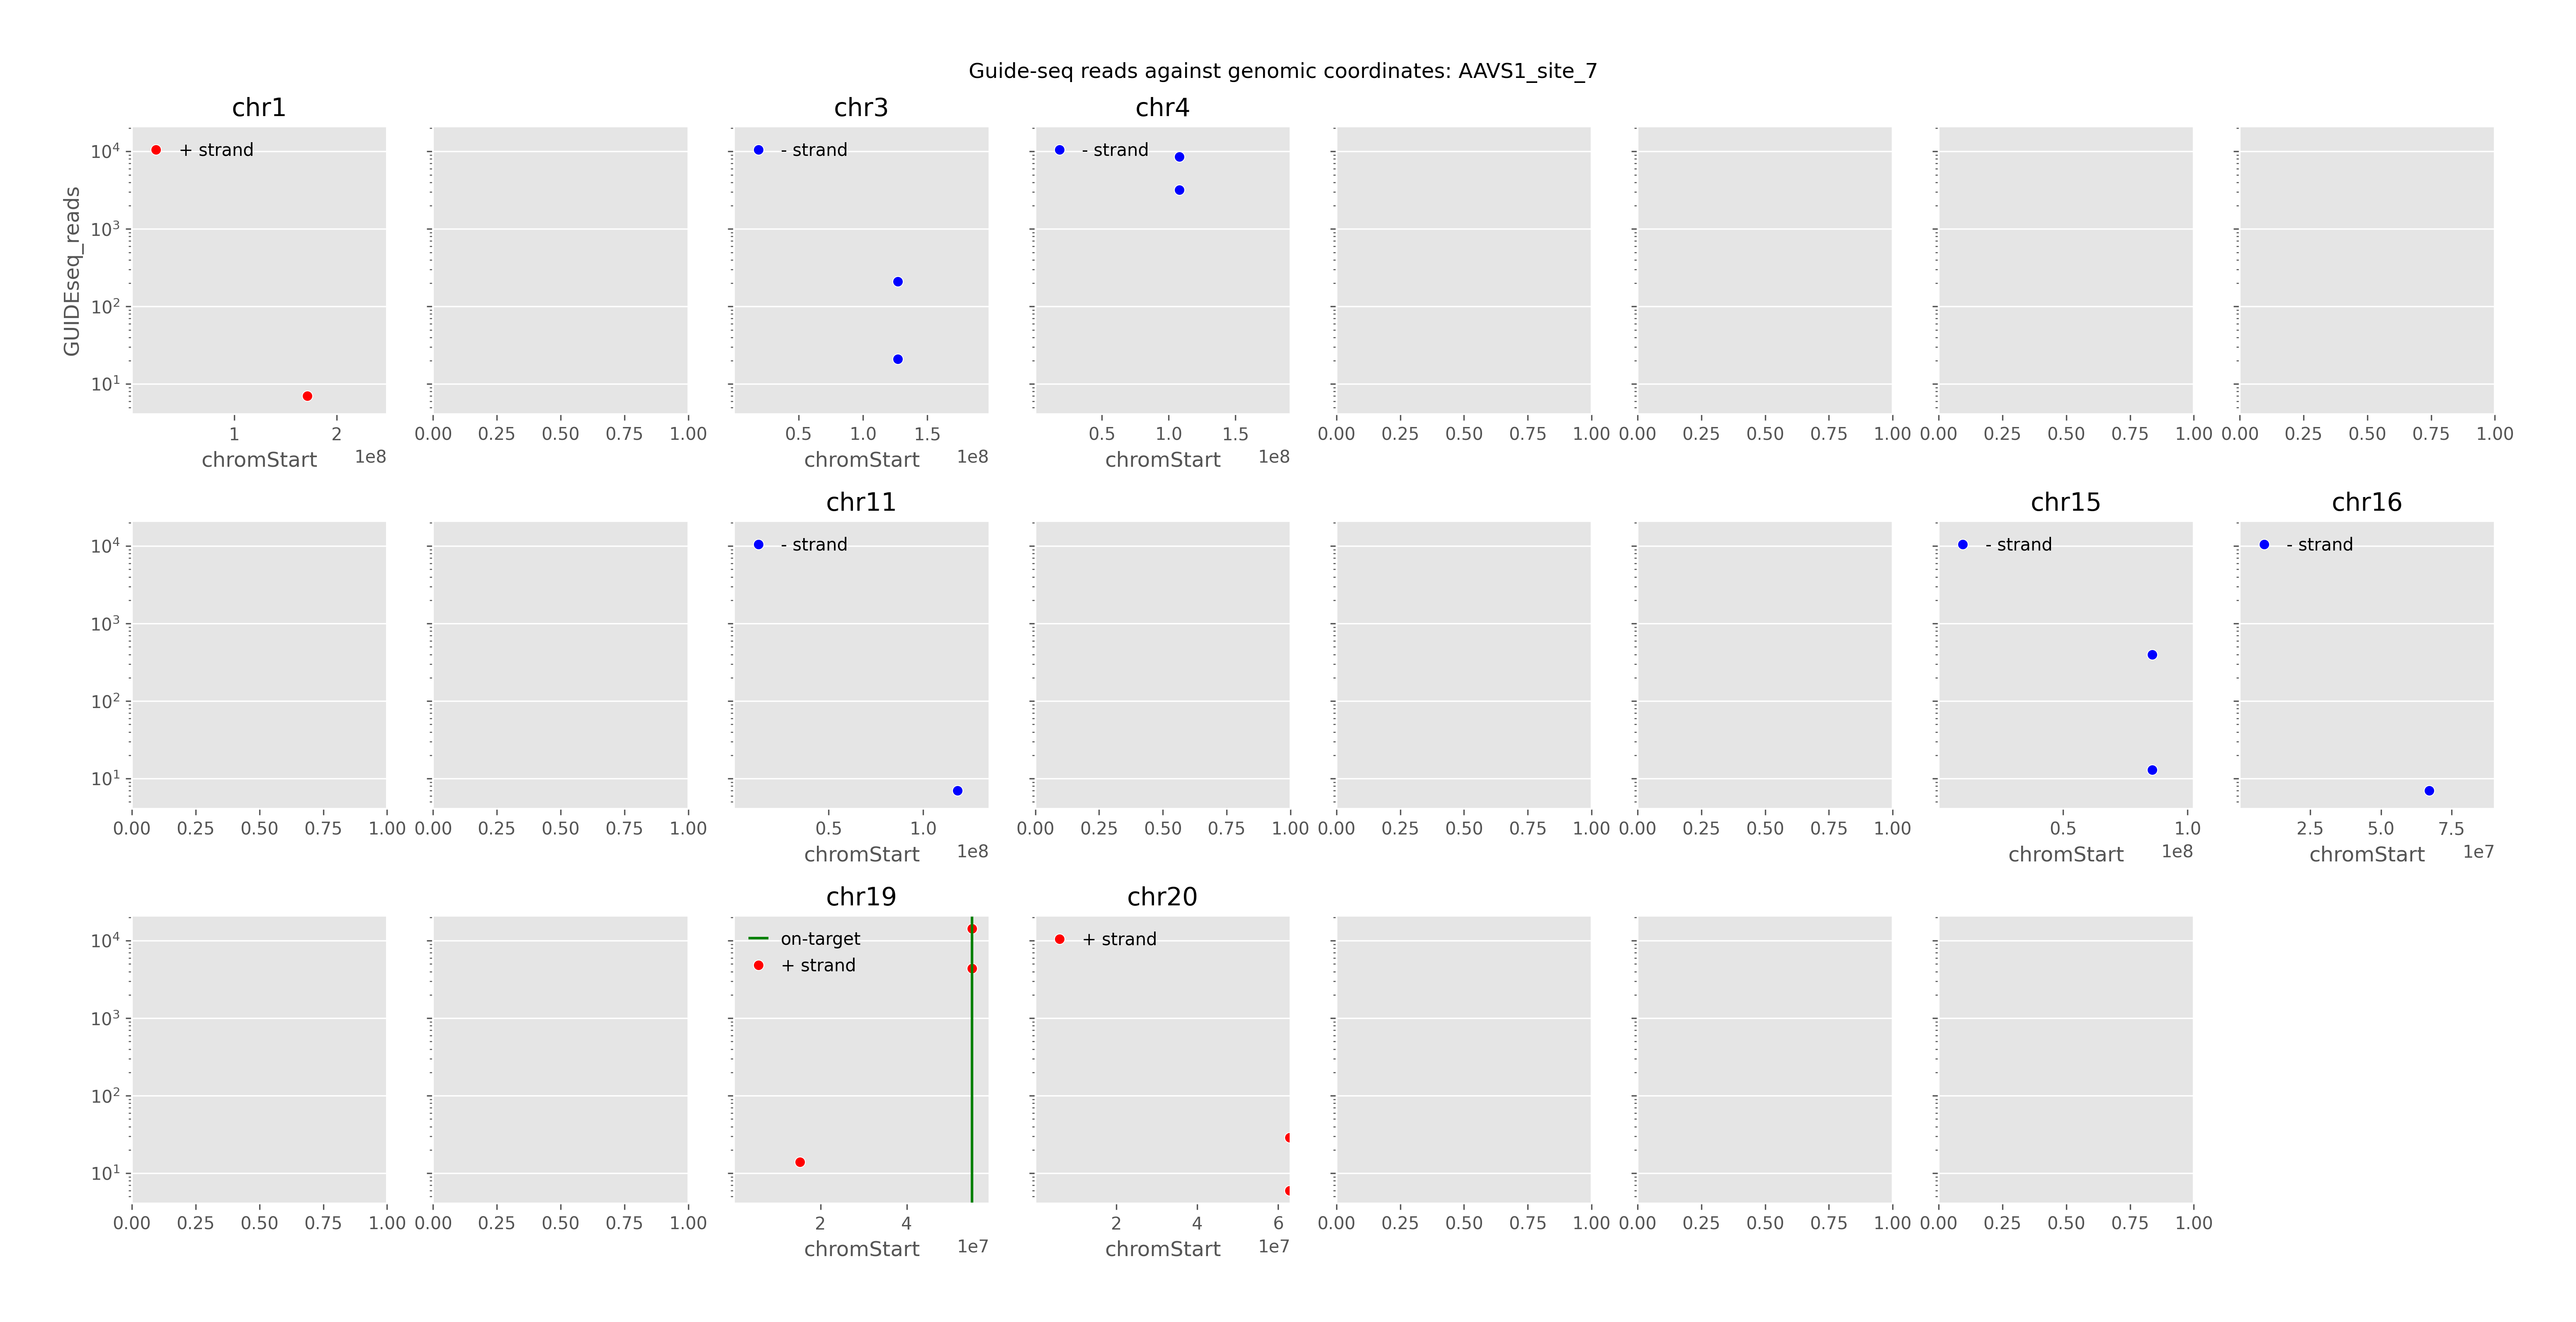 Guide-seq reads against genomic coordinates: AAVS1_site_7
chr1 chr3 chr4
+ strand - strand - strand
10^4
10^3
10^2
10^1
GUIDEseq_reads
1 2 0.00 0.25 0.50 0.75 1.00 0.5 1.0 1.5 0.5 1.0 1.5 0.00 0.25 0.50 0.75 1.00 0.00 0.25 0.50 0.75 1.00 0.00 0.25 0.50 0.75 1.00 0.00 0.25 0.50 0.75 1.00
chromStart 1e8 chromStart 1e8 chromStart 1e8
chr11 chr15 chr16
- strand - strand - strand
10^4
10^3
10^2
10^1
0.00 0.25 0.50 0.75 1.00 0.00 0.25 0.50 0.75 1.00 0.5 1.0 0.00 0.25 0.50 0.75 1.00 0.00 0.25 0.50 0.75 1.00 0.00 0.25 0.50 0.75 1.00 0.5 1.0 2.5 5.0 7.5
chromStart 1e8 chromStart 1e8 chromStart 1e7
chr19 chr20
on-target + strand
+ strand
10^4
10^3
10^2
10^1
0.00 0.25 0.50 0.75 1.00 0.00 0.25 0.50 0.75 1.00 2 4 2 4 6 0.00 0.25 0.50 0.75 1.00 0.00 0.25 0.50 0.75 1.00 0.00 0.25 0.50 0.75 1.00
chromStart 1e7 chromStart 1e7